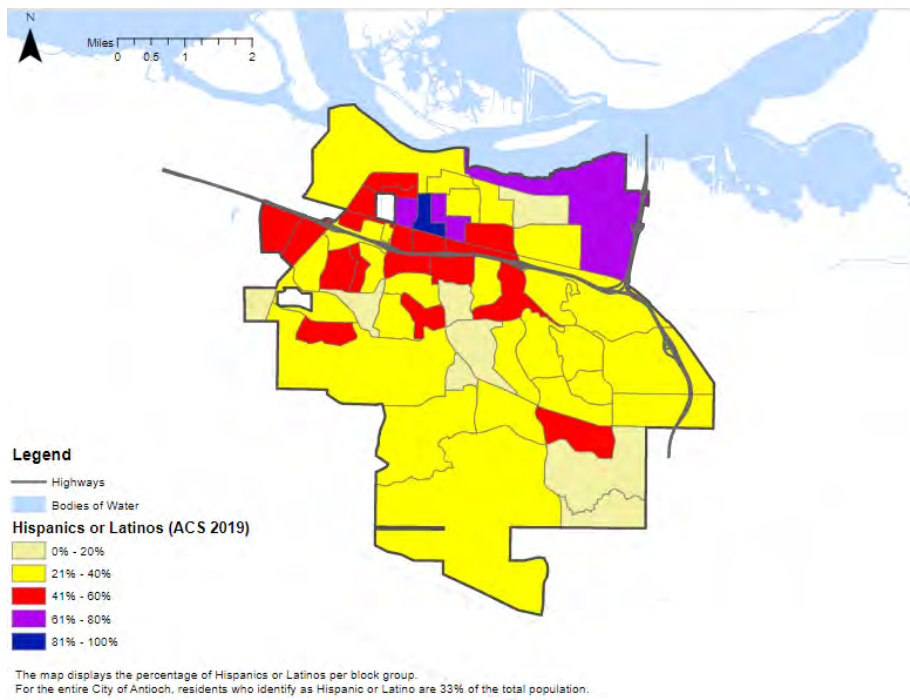 N
Miles
0 0.5 1 2
Legend
Highways
Bodies of Water
Hispanics or Latinos (ACS 2019)
0% - 20%
21% - 40%
41% - 60%
61% - 80%
81% - 100%
The map displays the percentage of Hispanics or Latinos per block group.
For the entire City of Antioch, residents who identify as Hispanic or Latino are 33% of the total population.